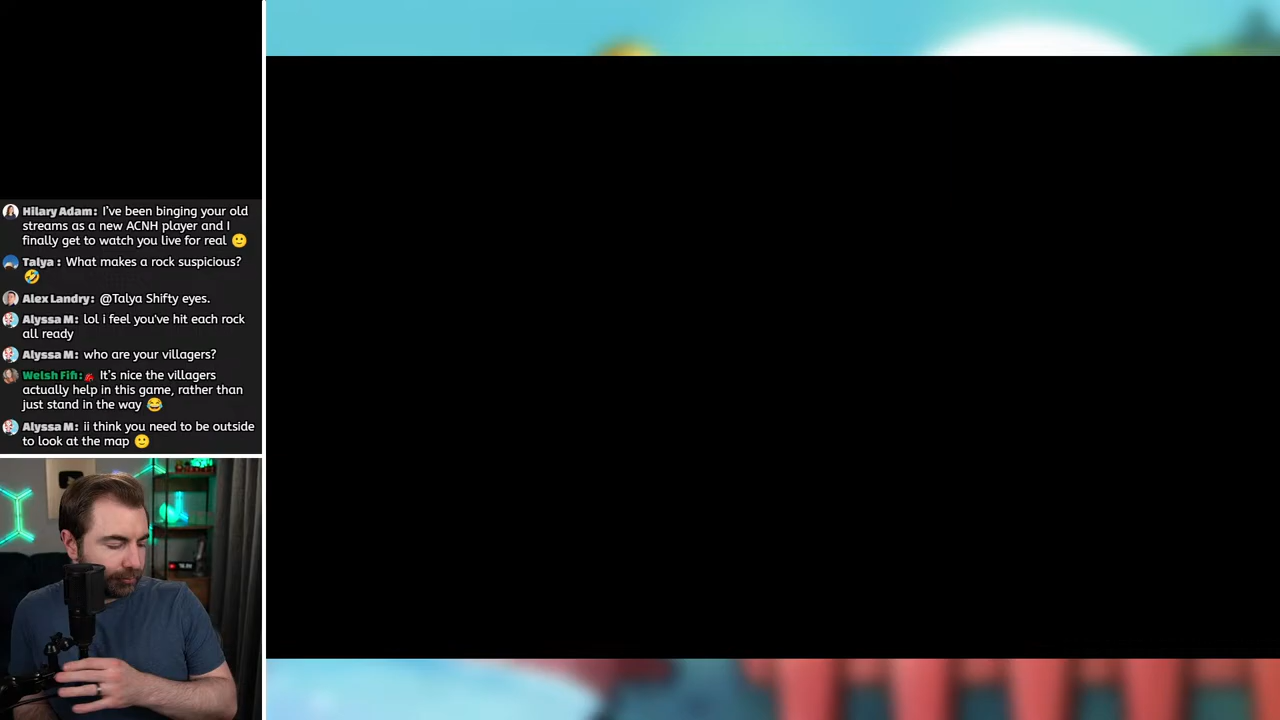 Hilary Adam: I've been binging your old
streams as a new ACNH player and I
finally get to watch you live for real 🙂
Talya : What makes a rock suspicious?
🤣
Alex Landry: @Talya Shifty eyes.
Alyssa M: lol i feel you've hit each rock
all ready
Alyssa M: who are your villagers?
Welsh Fifi: It's nice the villagers
actually help in this game, rather than
just stand in the way 😂
Alyssa M: ii think you need to be outside
to look at the map 🙂